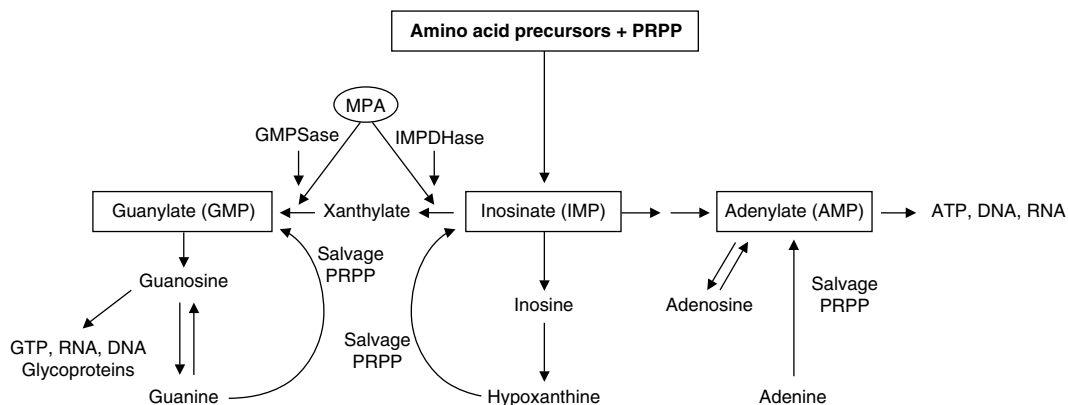 Amino acid precursors + PRPP
MPA
GMPSase
IMPDHase
Guanylate (GMP)
Xanthylate
Inosinate (IMP)
Adenylate (AMP)
ATP, DNA, RNA
Salvage
PRPP
Guanosine
Inosine
Adenosine
Salvage
PRPP
GTP, RNA, DNA
Glycoproteins
Salvage
PRPP
Guanine
Hypoxanthine
Adenine